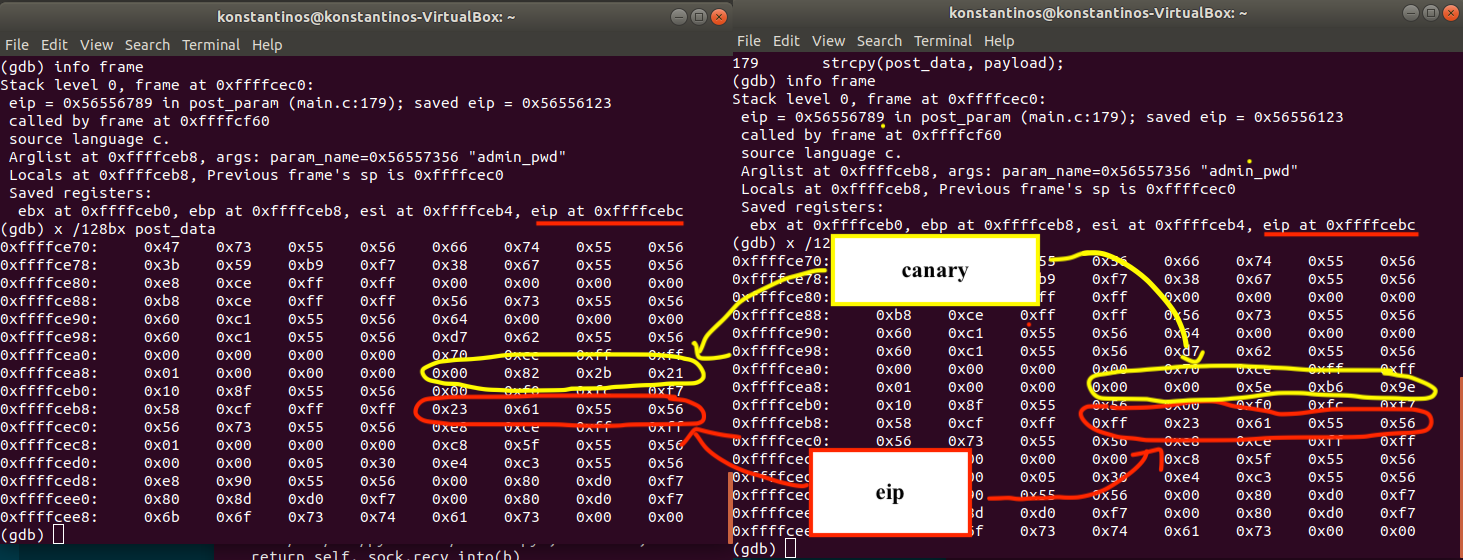 konstantinos@konstantinos-VirtualBox: ~
File Edit View Search Terminal Help
(gdb) info frame
Stack level 0, frame at 0xffffcec0:
eip = 0x56556789 in post_param (main.c:179); saved eip = 0x56556123
called by frame at 0xffffcf60
source language c.
Arglist at 0xffffceb8, args: param_name=0x56557356 "admin_pwd"
Locals at 0xffffceb8, Previous frame's sp is 0xffffcec0
Saved registers:
ebx at 0xffffceb0, ebp at 0xffffceb8, esi at 0xffffceb4, eip at 0xffffcebc
(gdb) x /128bx post_data
0xffffce70: 0x47 0x73 0x55 0x56 0x66 0x74 0x55 0x56
0xffffce78: 0x3b 0x59 0xb9 0xf7 0x38 0x67 0x55 0x56
0xffffce80: 0xe8 0xce 0xff 0xff 0x00 0x00 0x00 0x00
0xffffce88: 0xb8 0xce 0xff 0xff 0x56 0x73 0x55 0x56
0xffffce90: 0x60 0xc1 0x55 0x56 0x64 0x00 0x00 0x00
0xffffce98: 0x60 0xc1 0x55 0x56 0xd7 0x62 0x55 0x56
0xffffcea0: 0x00 0x00 0x00 0x00 0x70 0xce 0xff 0xff
0xffffcea8: 0x01 0x00 0x00 0x00 0x00 0x82 0x2b 0x21
0xffffceb0: 0x10 0x8f 0x55 0x56 0x00 0xf0 0xfc 0xf7
0xffffceb8: 0x58 0xcf 0xff 0xff 0x23 0x61 0x55 0x56
0xffffcec0: 0x56 0x73 0x55 0x56 0xe8 0xce 0xff 0xff
0xffffcec8: 0x01 0x00 0x00 0x00 0xc8 0x5f 0x55 0x56
0xffffced0: 0x00 0x00 0x05 0x30 0xe4 0xc3 0x55 0x56
0xffffced8: 0xe8 0x90 0x55 0x56 0x00 0x80 0xd0 0xf7
0xffffcee0: 0x80 0x8d 0xd0 0xf7 0x00 0x80 0xd0 0xf7
0xffffcee8: 0x6b 0x6f 0x73 0x74 0x61 0x73 0x00 0x00
(gdb)
return self._sock.recv_into(b)
konstantinos@konstantinos-VirtualBox: ~
File Edit View Search Terminal Help
179 strcpy(post_data, payload);
(gdb) info frame
Stack level 0, frame at 0xffffcec0:
eip = 0x56556789 in post_param (main.c:179); saved eip = 0x56556123
called by frame at 0xffffcf60
source language c.
Arglist at 0xffffceb8, args: param_name=0x56557356 "admin_pwd"
Locals at 0xffffceb8, Previous frame's sp is 0xffffcec0
Saved registers:
ebx at 0xffffceb0, ebp at 0xffffceb8, esi at 0xffffceb4, eip at 0xffffcebc
(gdb) x /12
canary
0xffffce70: 55 0x56 0x66 0x74 0x55 0x56
0xffffce78: b9 0xf7 0x38 0x67 0x55 0x56
0xffffce80: ff 0xff 0x00 0x00 0x00 0x00
0xffffce88: 0xb8 0xce 0xff 0xff 0x56 0x73 0x55 0x56
0xffffce90: 0x60 0xc1 0x55 0x56 0x64 0x00 0x00 0x00
0xffffce98: 0x60 0xc1 0x55 0x56 0xd7 0x62 0x55 0x56
0xffffcea0: 0x00 0x00 0x00 0x00 0x70 0xce 0xff 0xff
0xffffcea8: 0x01 0x00 0x00 0x00 0x00 0x5e 0xb6 0x9e
0xffffceb0: 0x10 0x8f 0x55 0x56 0x00 0xf0 0xfc 0xf7
0xffffceb8: 0x58 0xcf 0xff 0xff 0x23 0x61 0x55 0x56
0xffffcec0: 0x56 0x73 0x55 0x56 0xe8 0xce 0xff 0xff
0xffffcec 00 0x00 0xc8 0x5f 0x55 0x56
0xffffced 0x05 0x30 0xe4 0xc3 0x55 0x56
0xffffced 90 0x55 0x56 0x00 0x80 0xd0 0xf7
0xffffcee 8d 0xd0 0xf7 0x00 0x80 0xd0 0xf7
0xffffcee 6f 0x73 0x74 0x61 0x73 0x00 0x00
eip
(gdb)